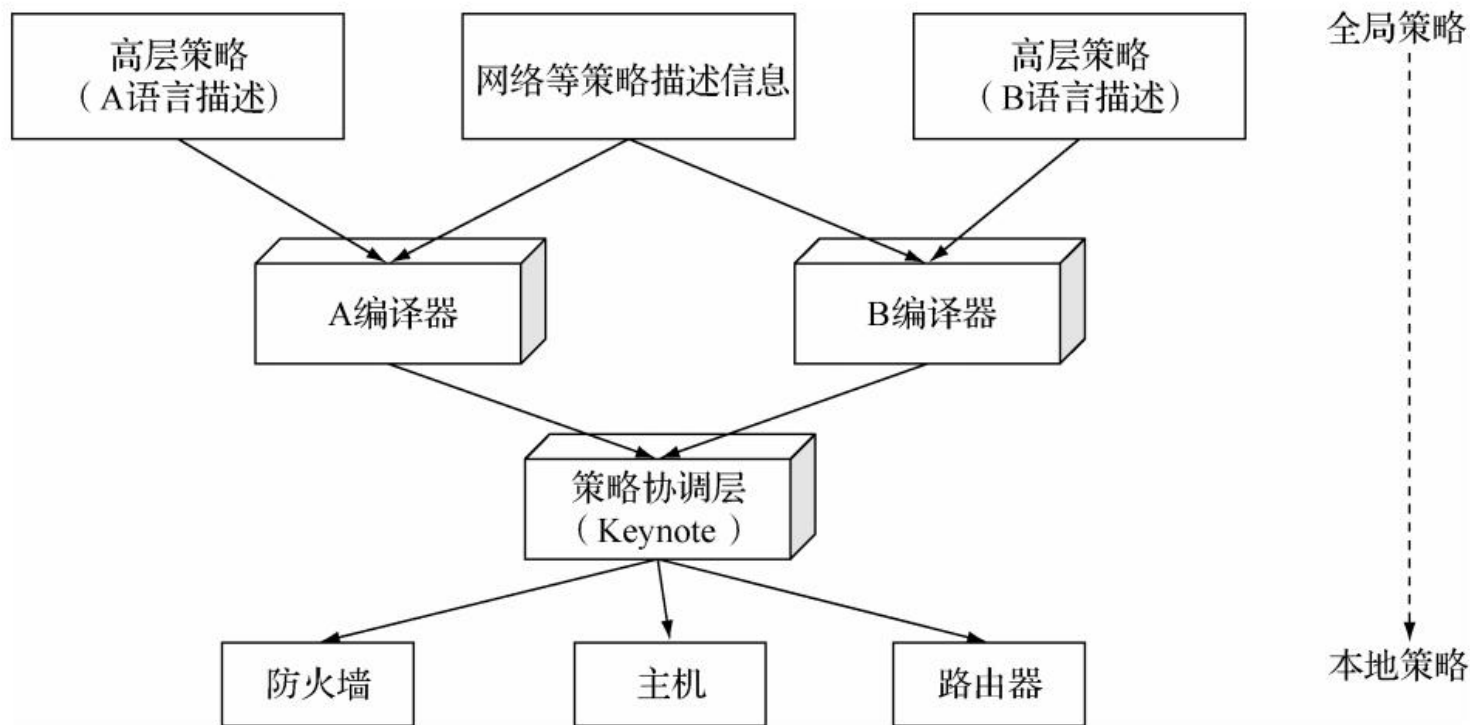 高层策略
（A语言描述）
网络等策略描述信息
高层策略
（B语言描述）
全局策略
A编译器
B编译器
策略协调层
（Keynote）
防火墙
主机
路由器
本地策略